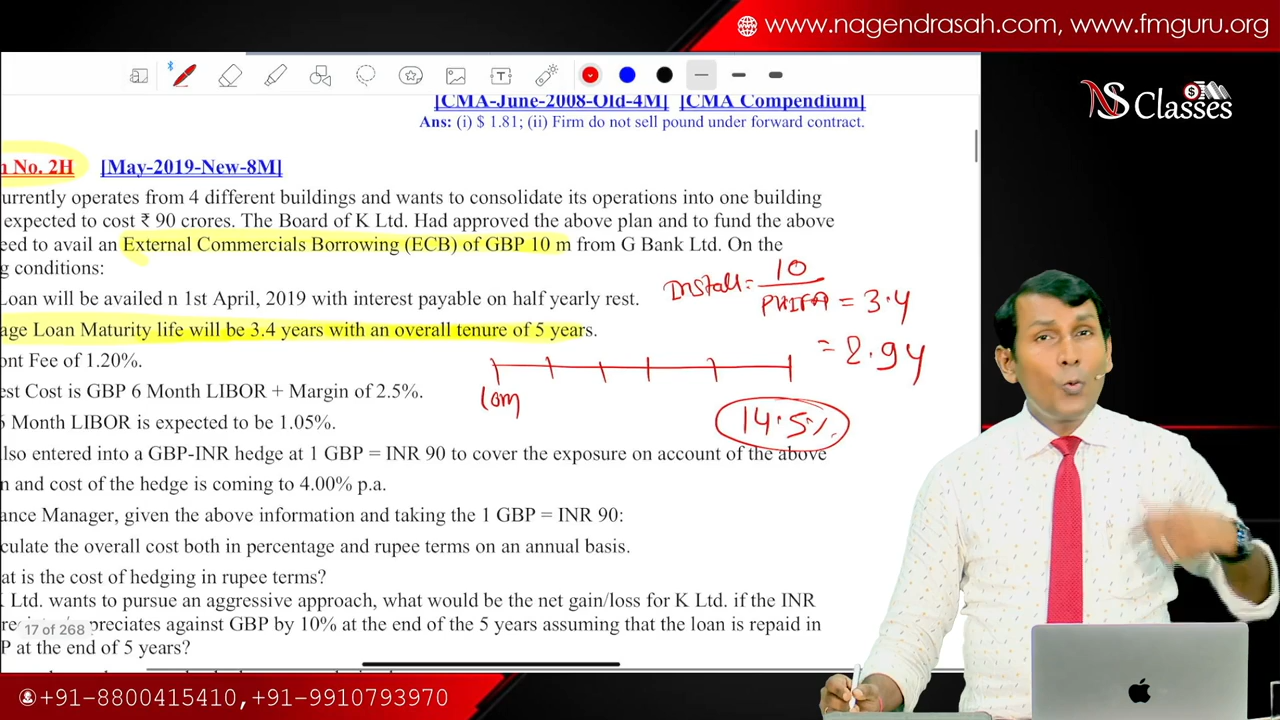 www.nagendrasah.com, www.fmguru.org
NS Classes
[CMA-June-2008-Old-4M] [CMA Compendium]
Ans: (i) $ 1.81; (ii) Firm do not sell pound under forward contract.
n No. 2H [May-2019-New-8M]
urrently operates from 4 different buildings and wants to consolidate its operations into one building
expected to cost ₹ 90 crores. The Board of K Ltd. Had approved the above plan and to fund the above
eed to avail an External Commercials Borrowing (ECB) of GBP 10 m from G Bank Ltd. On the
g conditions:
Loan will be availed n 1st April, 2019 with interest payable on half yearly rest.
age Loan Maturity life will be 3.4 years with an overall tenure of 5 years.
ont Fee of 1.20%.
est Cost is GBP 6 Month LIBOR + Margin of 2.5%.
6 Month LIBOR is expected to be 1.05%.
also entered into a GBP-INR hedge at 1 GBP = INR 90 to cover the exposure on account of the above
n and cost of the hedge is coming to 4.00% p.a.
ance Manager, given the above information and taking the 1 GBP = INR 90:
culate the overall cost both in percentage and rupee terms on an annual basis.
at is the cost of hedging in rupee terms?
K Ltd. wants to pursue an aggressive approach, what would be the net gain/loss for K Ltd. if the INR
preciates against GBP by 10% at the end of the 5 years assuming that the loan is repaid in
P at the end of 5 years?
17 of 268
Install = 10
= 3.4
= 2.94
10m
14.5%
+91-8800415410,+91-9910793970